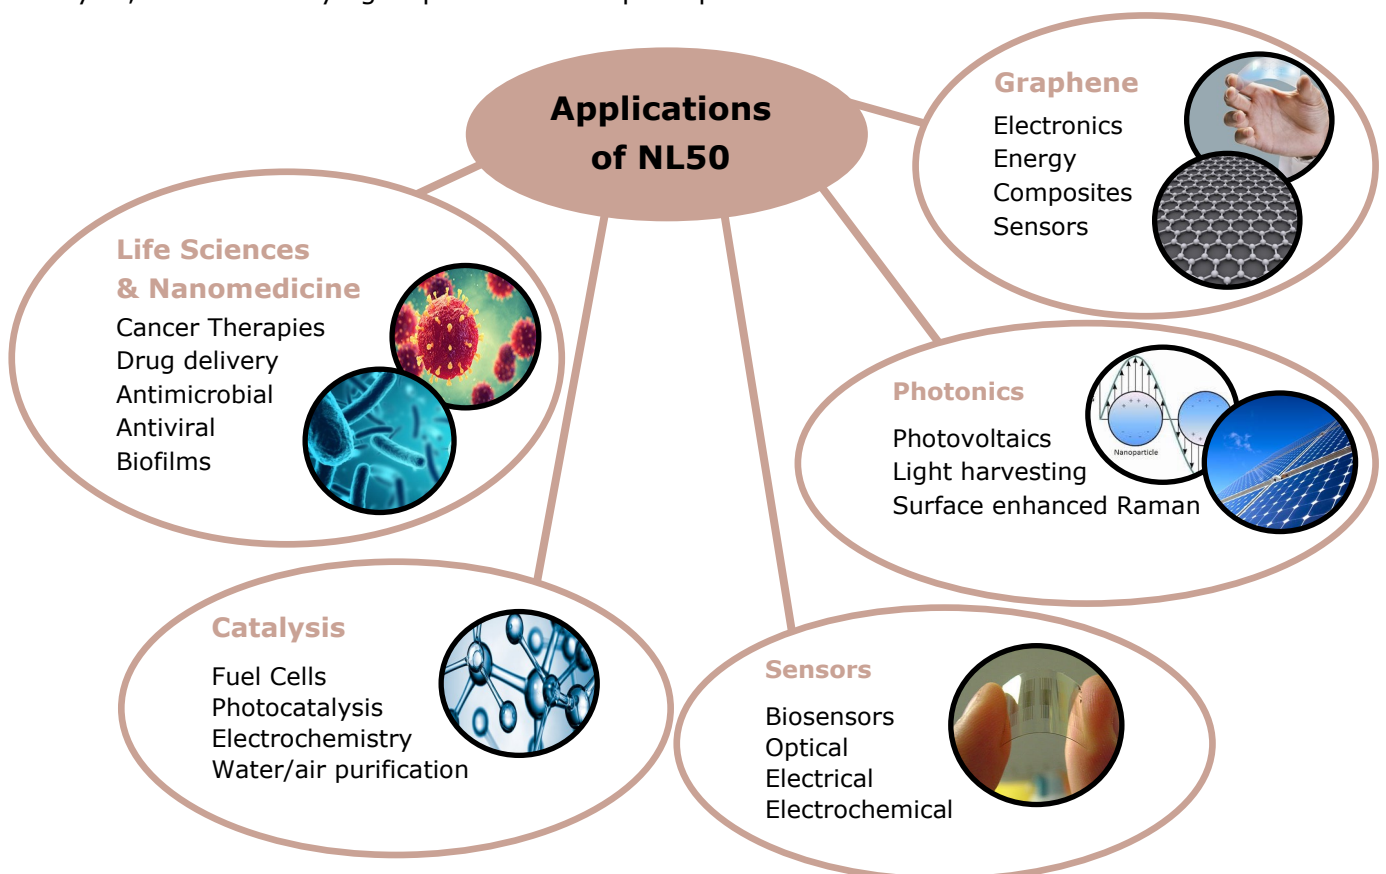 Applications
of NL50
Graphene
Electronics
Energy
Composites
Sensors
Life Sciences
& Nanomedicine
Cancer Therapies
Drug delivery
Antimicrobial
Antiviral
Biofilms
Photonics
Photovoltaics
Light harvesting
Surface enhanced Raman
Nanoparticle
Catalysis
Fuel Cells
Photocatalysis
Electrochemistry
Water/air purification
Sensors
Biosensors
Optical
Electrical
Electrochemical